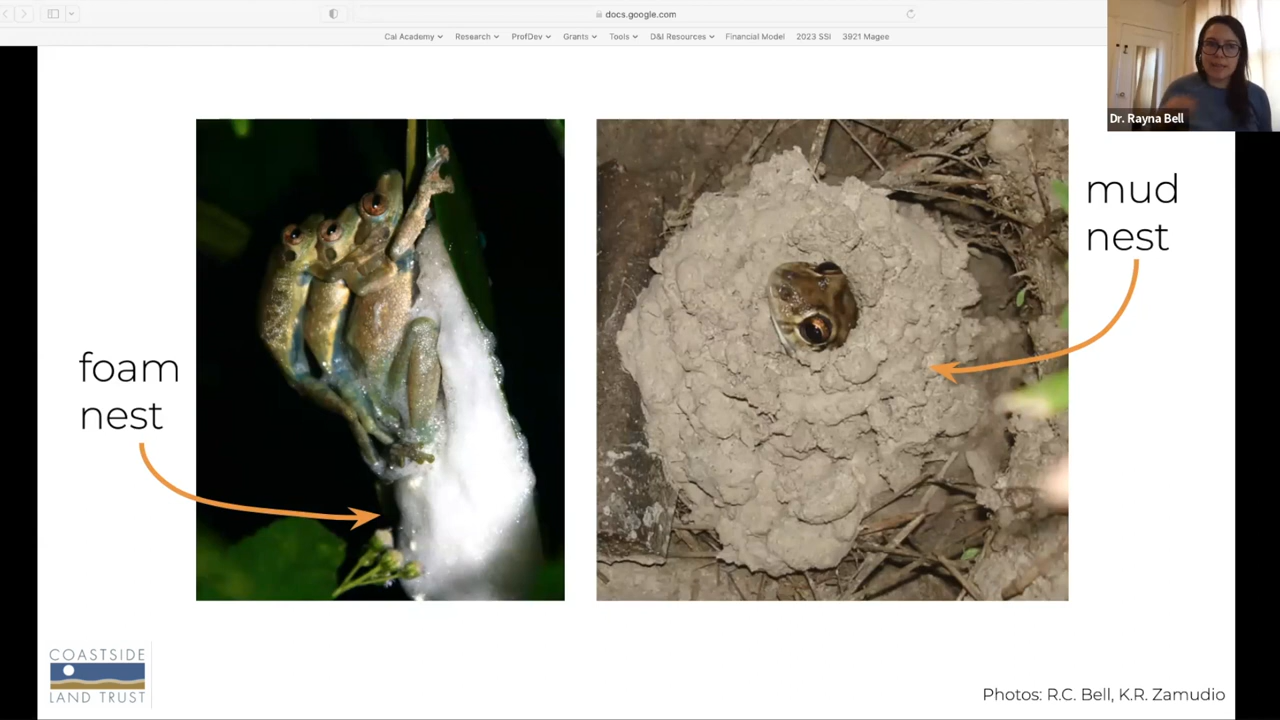 docs.google.com
Cal Academy Research ProfDev Grants Tools D&I Resources Financial Model 2023 SSI 3921 Magee
Dr. Rayna Bell
mud
nest
foam
nest
COASTSIDE
LAND TRUST
Photos: R.C. Bell, K.R. Zamudio